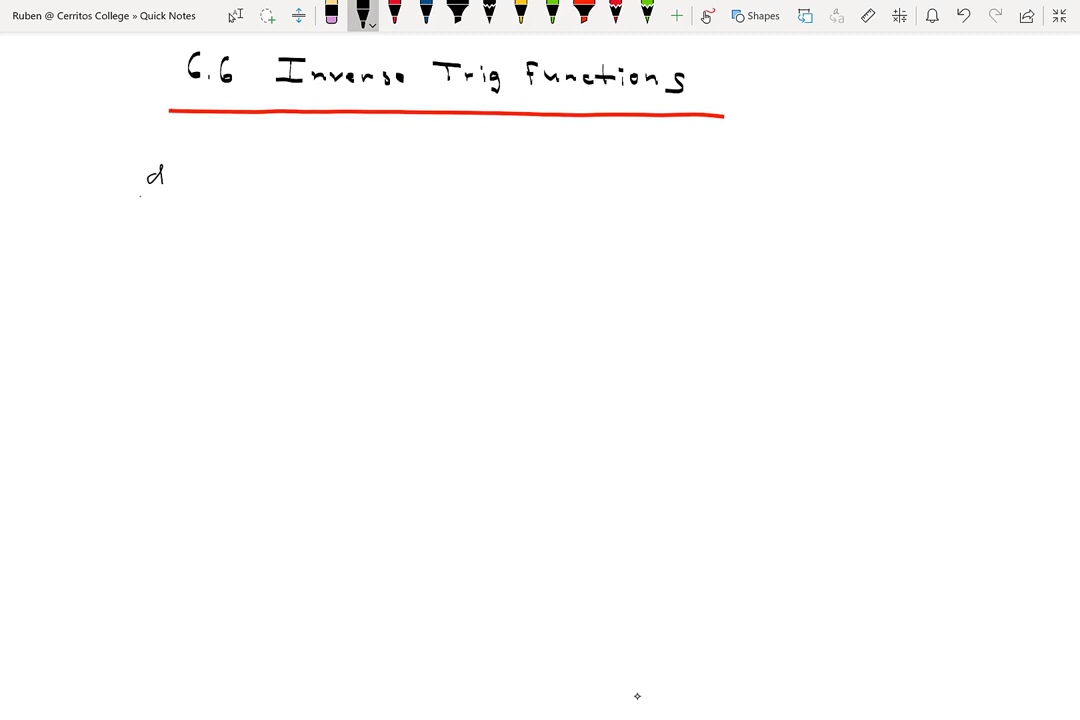 Ruben @ Cerritos College » Quick Notes
Shapes
6.6 Inverse Trig Functions
d